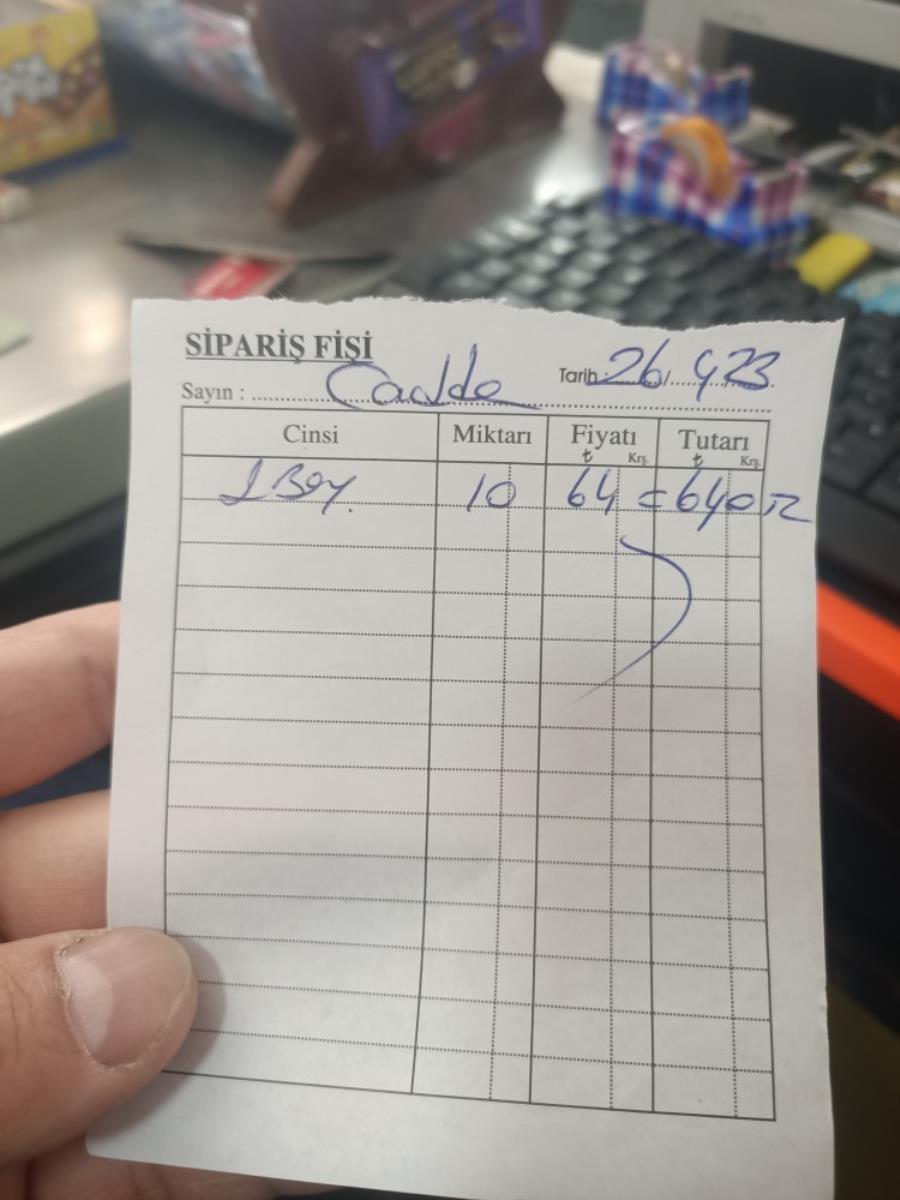 SİPARİŞ FİŞİ
Sayın : Cadde Tarih : 26/4/23
Cinsi Miktarı Fiyatı Tutarı
₺ Krş. ₺ Krş.
10 64 = 640